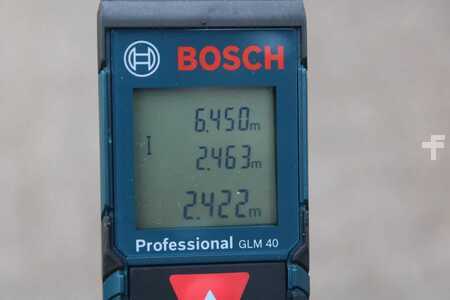 BOSCH
6.450m
2.463m
2.422m
Professional GLM 40
f